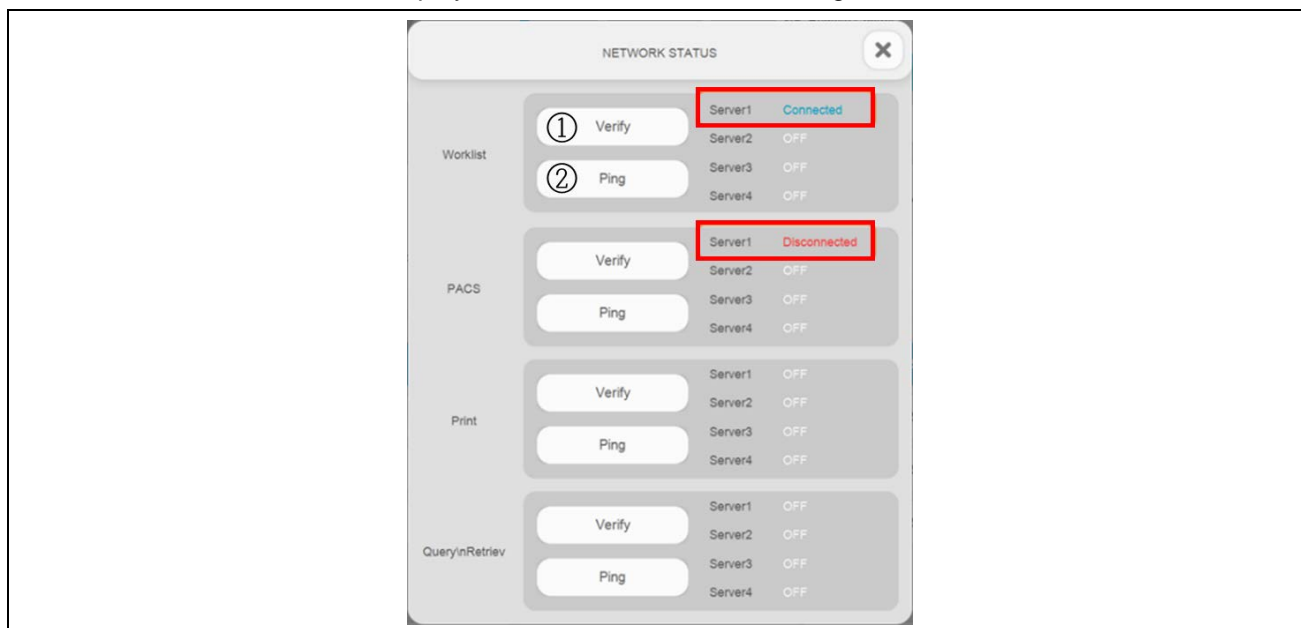 NETWORK STATUS
Worklist
① Verify
② Ping
Server1 Connected
Server2 OFF
Server3 OFF
Server4 OFF
PACS
Verify
Ping
Server1 Disconnected
Server2 OFF
Server3 OFF
Server4 OFF
Print
Verify
Ping
Server1 OFF
Server2 OFF
Server3 OFF
Server4 OFF
Query\nRetriev
Verify
Ping
Server1 OFF
Server2 OFF
Server3 OFF
Server4 OFF